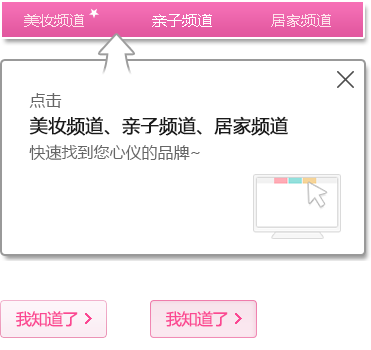 美妆频道 亲子频道 居家频道
点击
美妆频道、亲子频道、居家频道
快速找到您心仪的品牌~
我知道了 我知道了